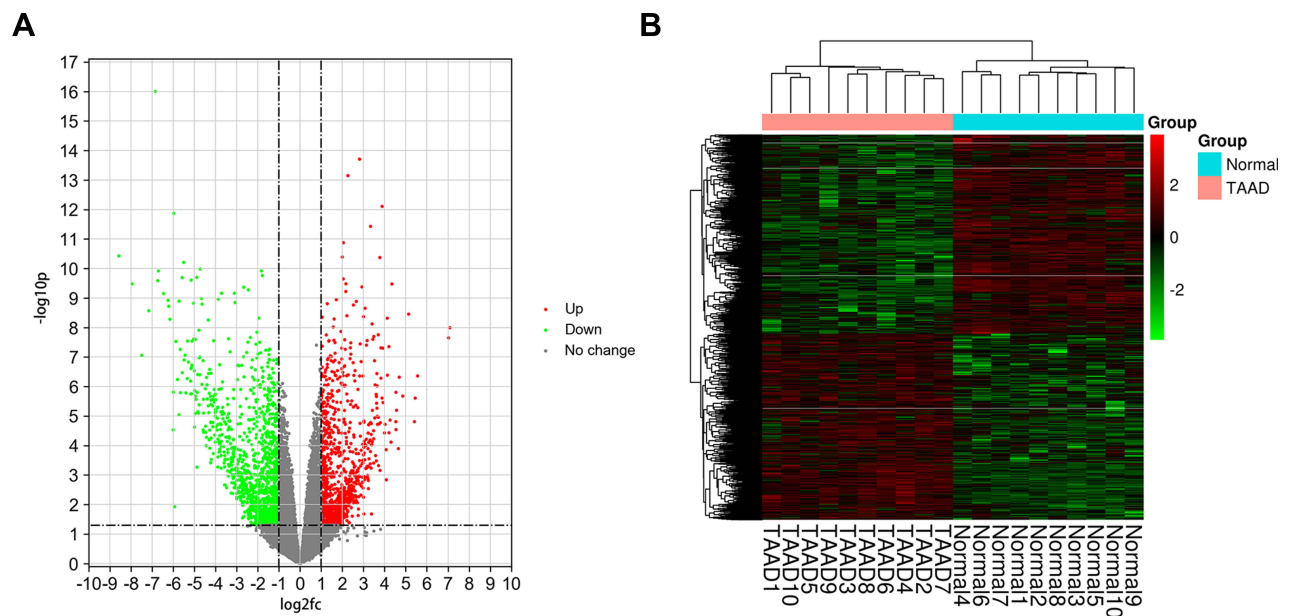 A
17
16
15
14
13
12
11
10
9
8
7
6
5
4
3
2
1
0
-log10p
-10 -9 -8 -7 -6 -5 -4 -3 -2 -1 0 1 2 3 4 5 6 7 8 9 10
log2fc
Up
Down
No change
B
Group
2
0
-2
Group
Normal
TAAD
TAAD1
TAAD10
TAAD5
TAAD9
TAAD3
TAAD8
TAAD6
TAAD4
TAAD2
TAAD7
Normal4
Normal6
Normal7
Normal1
Normal2
Normal8
Normal3
Normal5
Normal10
Normal9